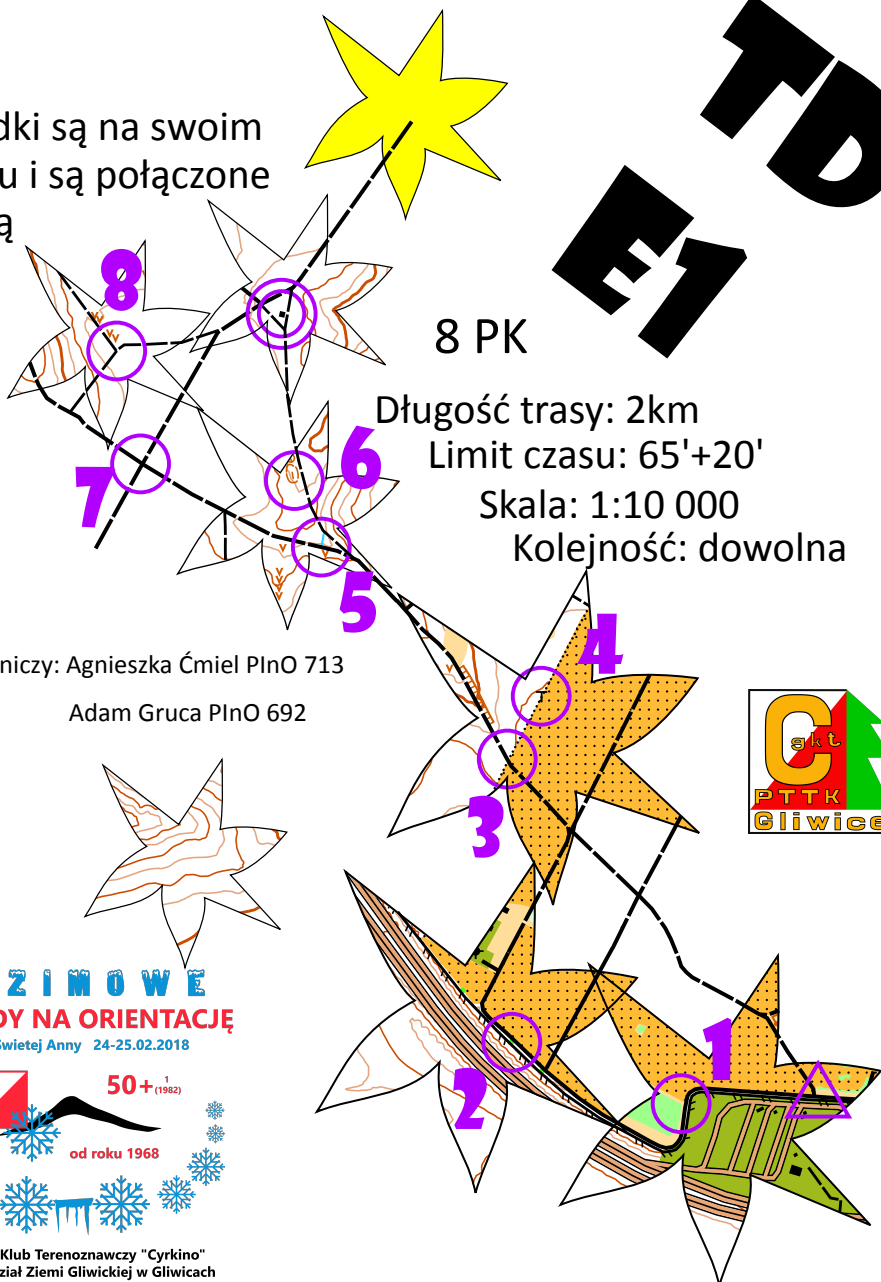 TD
E1
dki są na swoim
u i są połączone
ą
8
8 PK
Długość trasy: 2km
Limit czasu: 65'+20'
Skala: 1:10 000
Kolejność: dowolna
6
7
5
4
niczy: Agnieszka Ćmiel PInO 713
Adam Gruca PInO 692
C gkt
PTTK
Gliwice
3
ZIMOWE
DY NA ORIENTACJĘ
Swietej Anny 24-25.02.2018
1
2
50+ 1 (1982)
od roku 1968
Klub Terenoznawczy "Cyrkino"
ział Ziemi Gliwickiej w Gliwicach